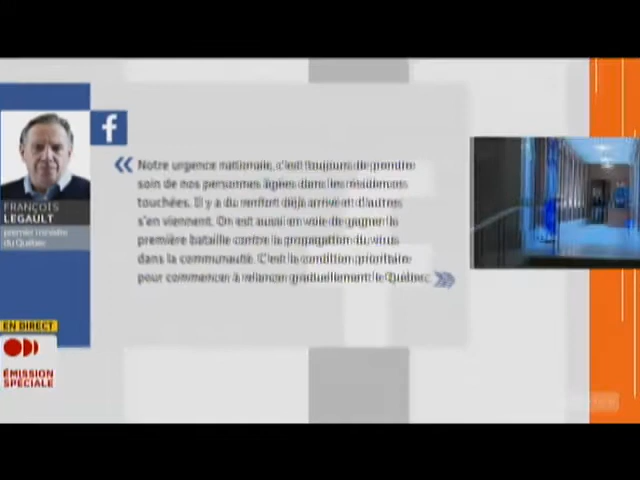 f
FRANÇOIS
LEGAULT
premier ministre
du Québec
« Notre urgence nationale, c'est toujours de prendre
soin de nos personnes âgées dans les résidences
touchées. Il y a du renfort déjà arrivé et d'autres
s'en viennent. On est aussi en voie de gagner la
première bataille contre la propagation du virus
dans la communauté. C'est la condition prioritaire
pour commencer à relancer graduellement le Québec. »
EN DIRECT
ÉMISSION
SPÉCIALE